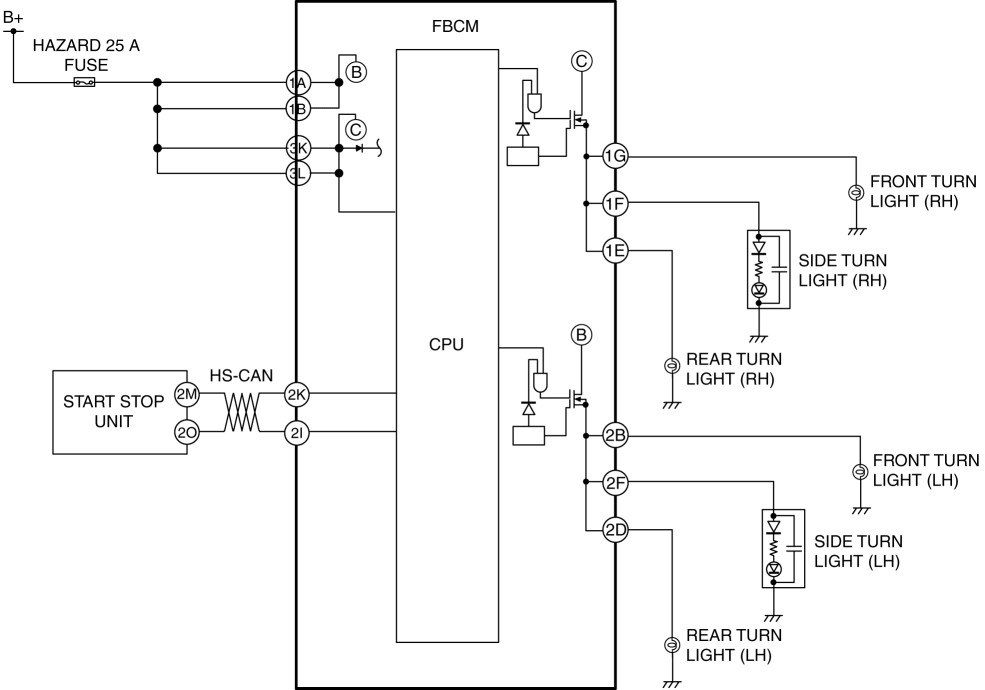 B+
HAZARD 25 A
FUSE
FBCM
1A
B
1B
C
3K
3L
C
1G
FRONT TURN
LIGHT (RH)
1F
SIDE TURN
LIGHT (RH)
1E
REAR TURN
LIGHT (RH)
CPU
B
HS-CAN
START STOP
UNIT
2M
2K
2O
2I
2B
FRONT TURN
LIGHT (LH)
2F
SIDE TURN
LIGHT (LH)
2D
REAR TURN
LIGHT (LH)